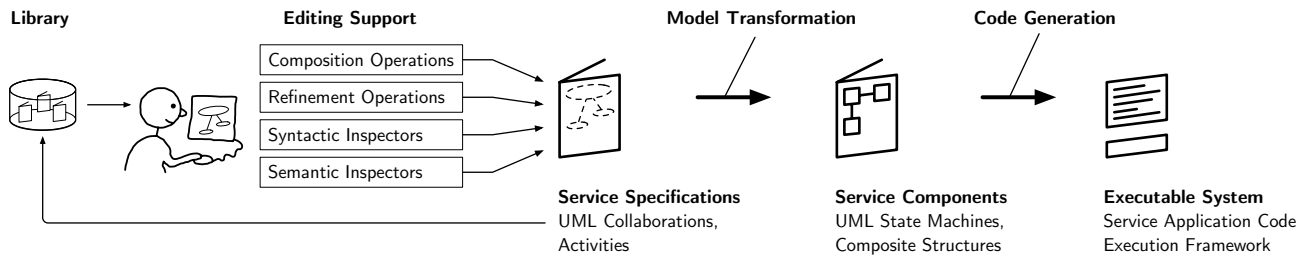 Library
Editing Support
Model Transformation
Code Generation
Composition Operations
Refinement Operations
Syntactic Inspectors
Semantic Inspectors
Service Specifications
UML Collaborations,
Activities
Service Components
UML State Machines,
Composite Structures
Executable System
Service Application Code
Execution Framework